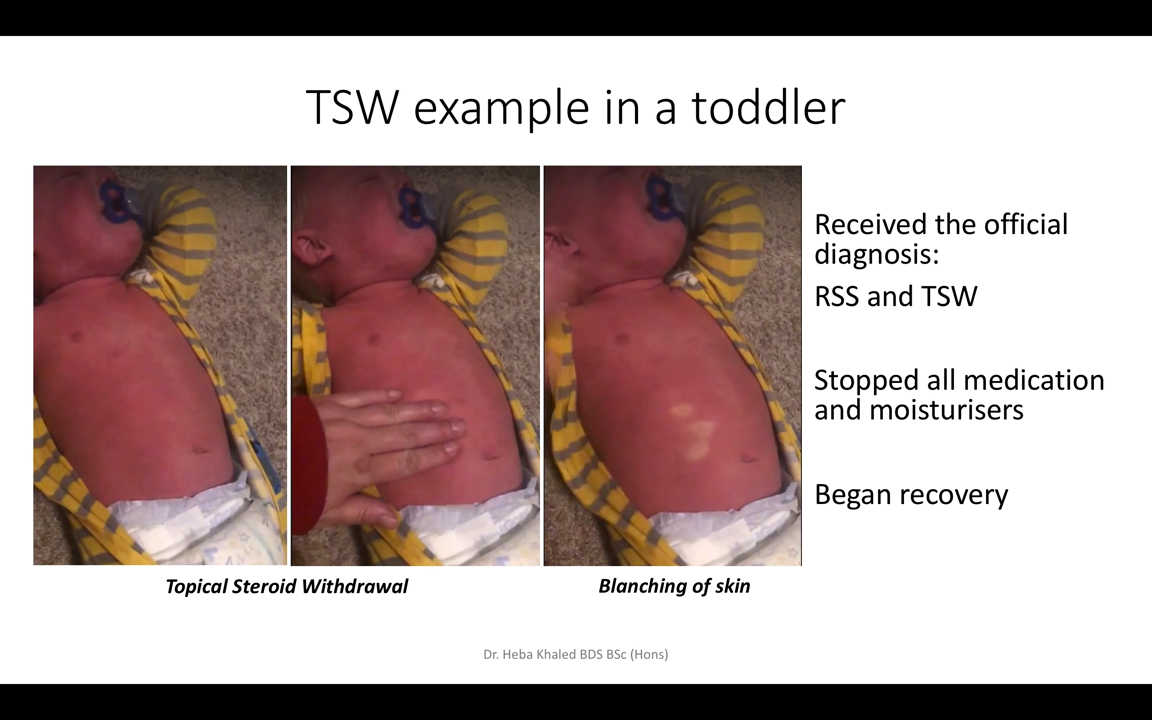 TSW example in a toddler
Received the official
diagnosis:
RSS and TSW
Stopped all medication
and moisturisers
Began recovery
Topical Steroid Withdrawal
Blanching of skin
Dr. Heba Khaled BDS BSc (Hons)